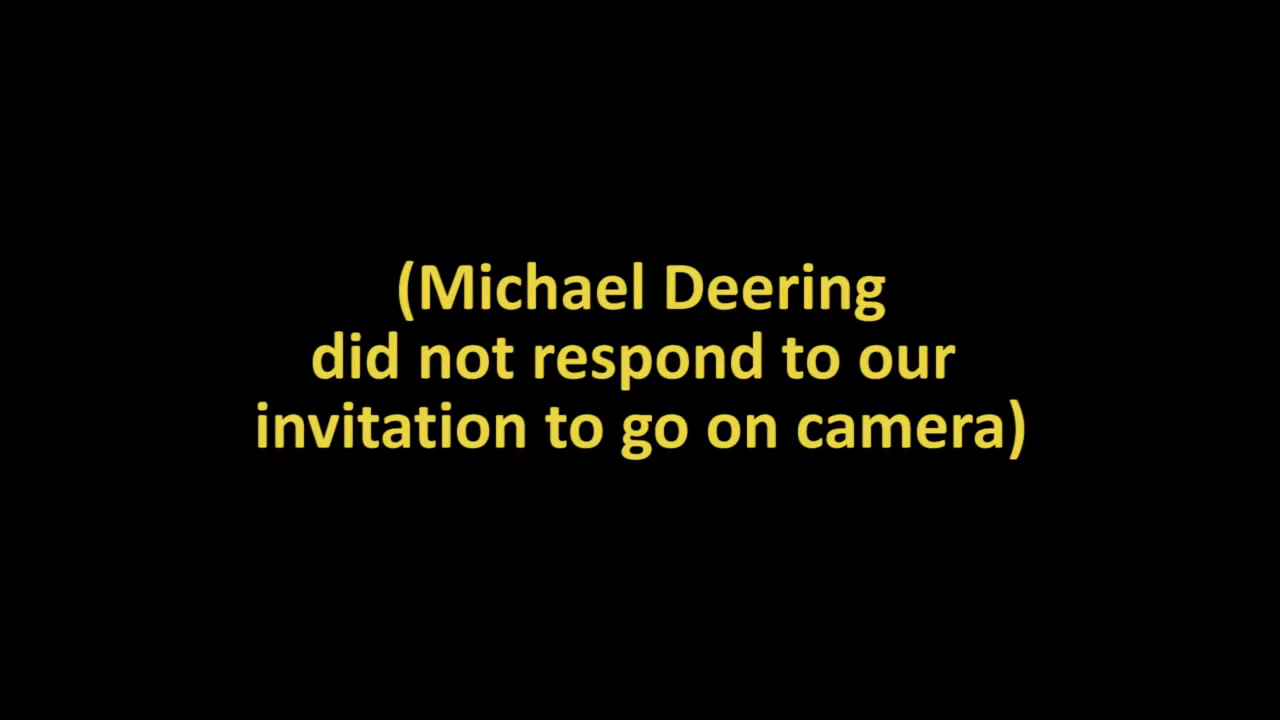 (Michael Deering
did not respond to our
invitation to go on camera)